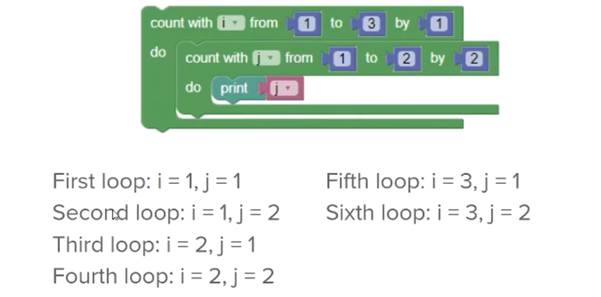 count with i from 1 to 3 by 1
do
count with j from 1 to 2 by 2
do print j
First loop: i = 1, j = 1
Second loop: i = 1, j = 2
Third loop: i = 2, j = 1
Fourth loop: i = 2, j = 2
Fifth loop: i = 3, j = 1
Sixth loop: i = 3, j = 2